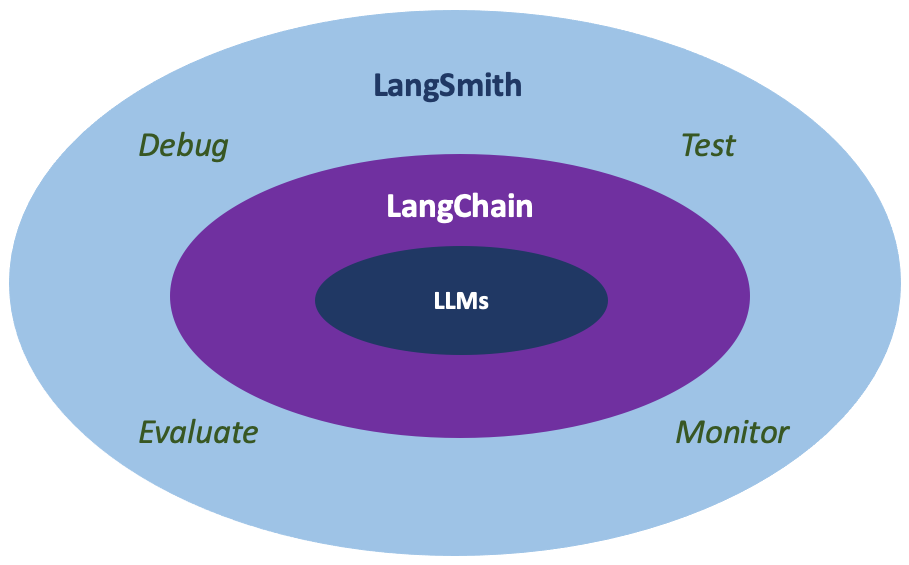 LangSmith
Debug
Test
LangChain
LLMs
Evaluate
Monitor